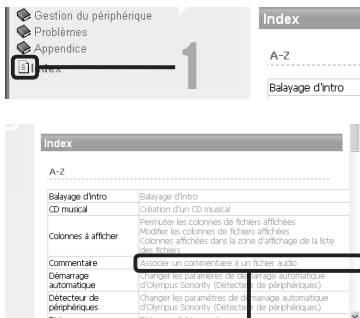 Gestion du périphérique
Problèmes
Appendice
Index
1
Index
A-Z
Balayage d'intro
Index
A-Z
Balayage d'intro
Balayage d'intro
CD musical
Création d'un CD musical
Colonnes à afficher
Permuter les colonnes de fichiers affichées
Modifier les colonnes de fichiers affichées
Colonnes affichées dans la zone d'affichage de la liste
des fichiers
Commentaire
Associer un commentaire à un fichier audio
Démarrage
automatique
Changer les paramètres de démarrage automatique
d'Olympus Sonority (Détecteur de périphériques)
Détecteur de
périphériques
Changer les paramètres de démarrage automatique
d'Olympus Sonority (Détecteur de périphériques)